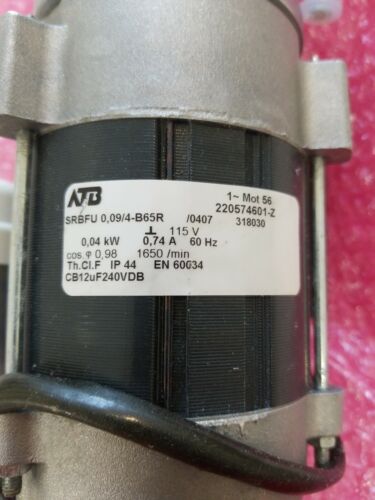 ATB
1~ Mot 56
220574601-Z
SRBFU 0,09/4-B65R /0407 318030
⊥ 115 V
0,04 kW 0,74 A 60 Hz
cos φ 0,98 1650 /min
Th.Cl.F IP 44 EN 60034
CB12uF240VDB